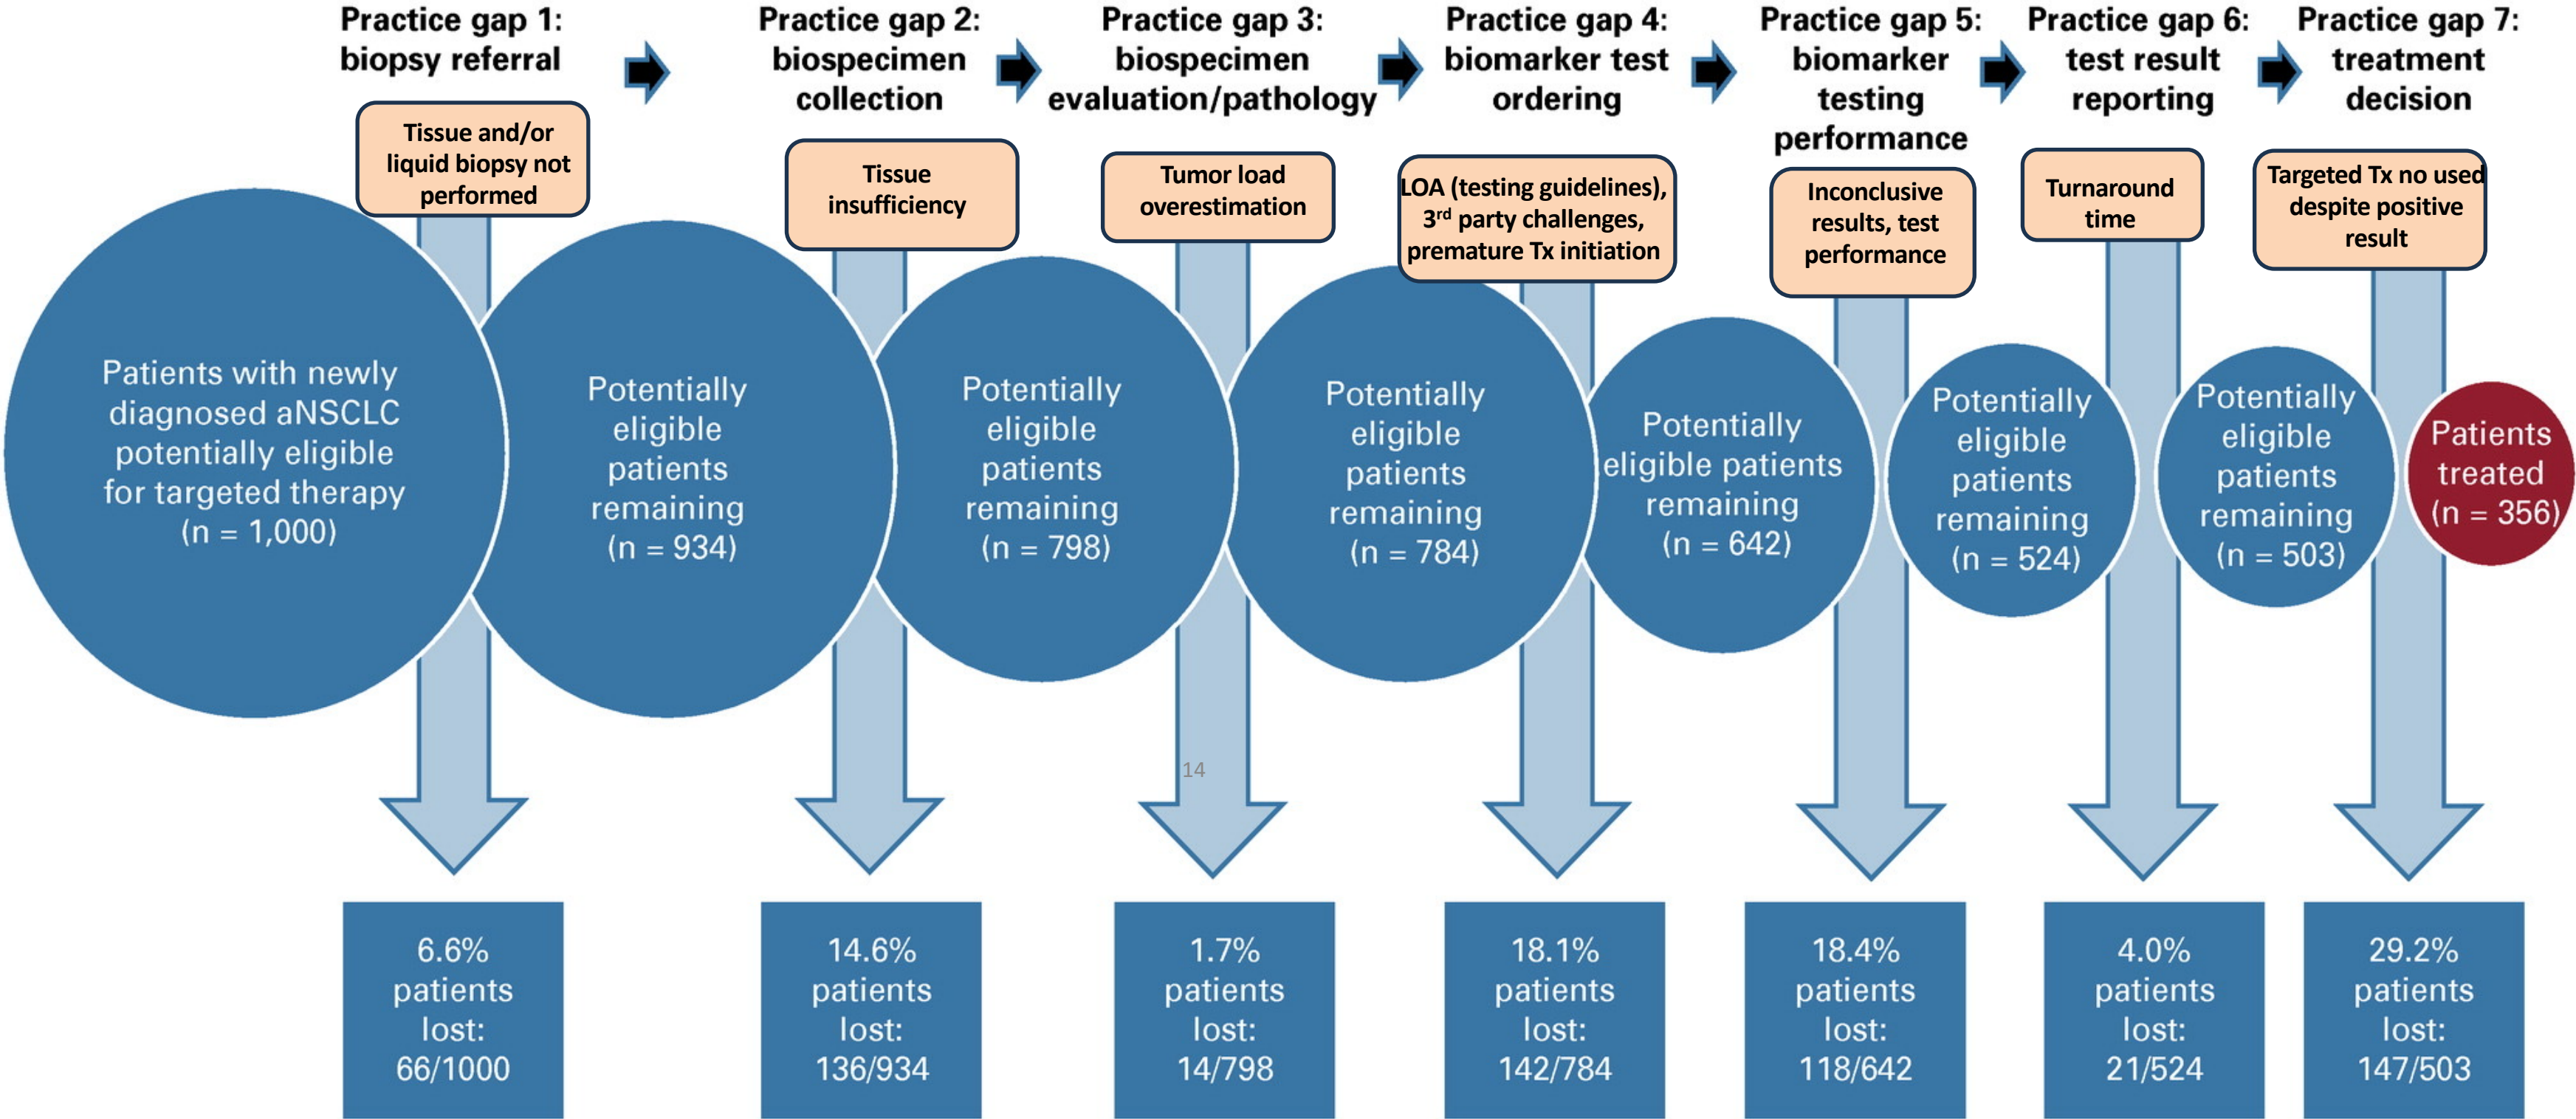 Practice gap 1:
biopsy referral
Practice gap 2:
biospecimen
collection
Practice gap 3:
biospecimen
evaluation/pathology
Practice gap 4:
biomarker test
ordering
Practice gap 5:
biomarker
testing
performance
Practice gap 6:
test result
reporting
Practice gap 7:
treatment
decision
Tissue and/or
liquid biopsy not
performed
Tissue
insufficiency
Tumor load
overestimation
LOA (testing guidelines),
3rd party challenges,
premature Tx initiation
Inconclusive
results, test
performance
Turnaround
time
Targeted Tx no used
despite positive
result
Patients with newly
diagnosed aNSCLC
potentially eligible
for targeted therapy
(n = 1,000)
Potentially
eligible
patients
remaining
(n = 934)
Potentially
eligible
patients
remaining
(n = 798)
Potentially
eligible
patients
remaining
(n = 784)
Potentially
eligible patients
remaining
(n = 642)
Potentially
eligible
patients
remaining
(n = 524)
Potentially
eligible
patients
remaining
(n = 503)
Patients
treated
(n = 356)
14
6.6%
patients
lost:
66/1000
14.6%
patients
lost:
136/934
1.7%
patients
lost:
14/798
18.1%
patients
lost:
142/784
18.4%
patients
lost:
118/642
4.0%
patients
lost:
21/524
29.2%
patients
lost:
147/503